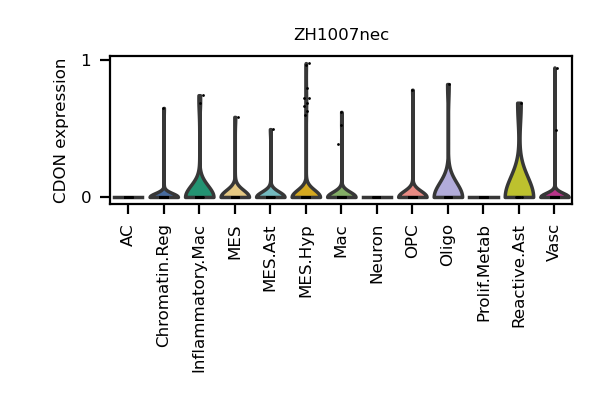 ZH1007nec
CDON expression
1
0
AC
Chromatin.Reg
Inflammatory.Mac
MES
MES.Ast
MES.Hyp
Mac
Neuron
OPC
Oligo
Prolif.Metab
Reactive.Ast
Vasc